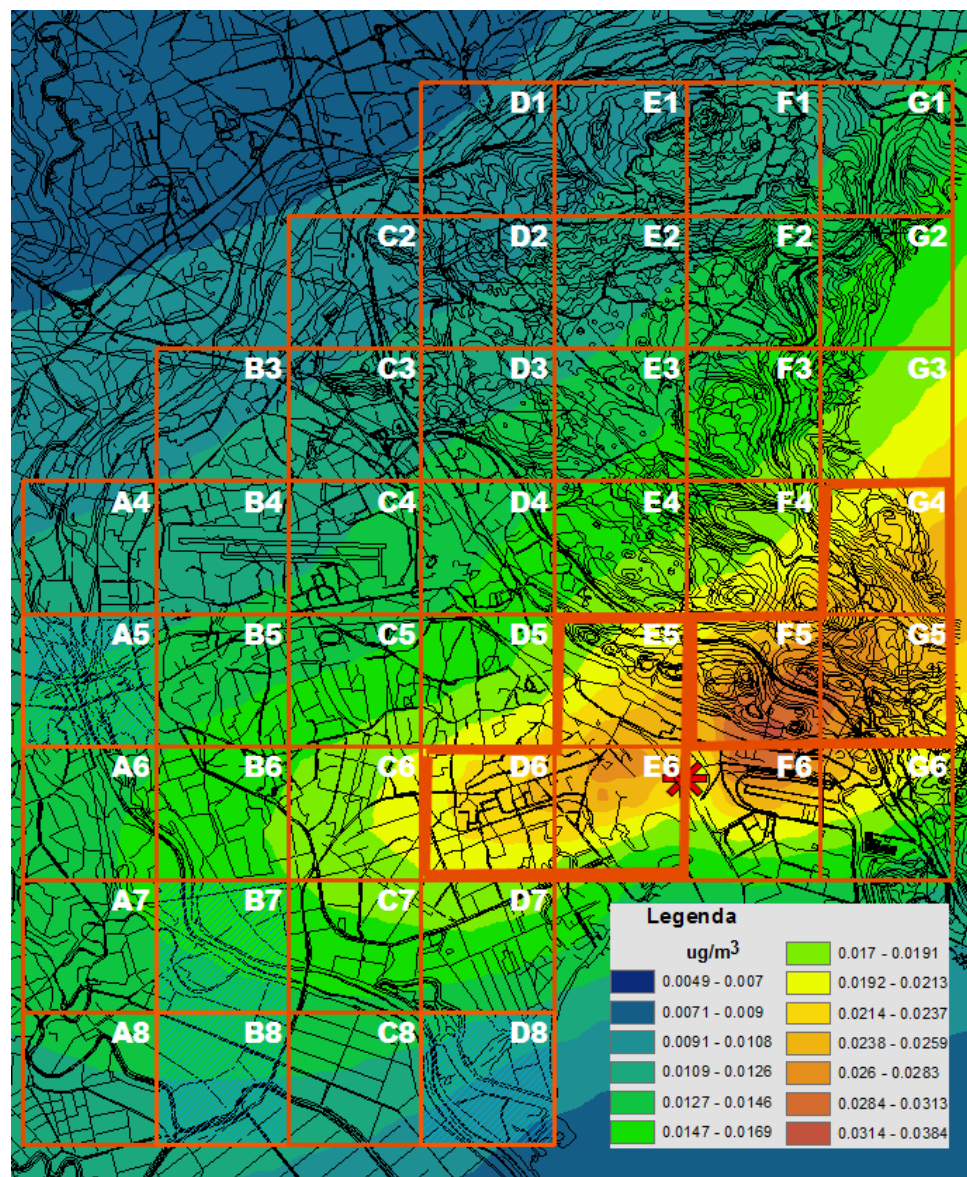 D1 E1 F1 G1
C2 D2 E2 F2 G2
B3 C3 D3 E3 F3 G3
A4 B4 C4 D4 E4 F4 G4
A5 B5 C5 D5 E5 F5 G5
A6 B6 C6 D6 E6 F6 G6
A7 B7 C7 D7
A8 B8 C8 D8
Legenda
ug/m3
0.0049 - 0.007
0.0071 - 0.009
0.0091 - 0.0108
0.0109 - 0.0126
0.0127 - 0.0146
0.0147 - 0.0169
0.017 - 0.0191
0.0192 - 0.0213
0.0214 - 0.0237
0.0238 - 0.0259
0.026 - 0.0283
0.0284 - 0.0313
0.0314 - 0.0384